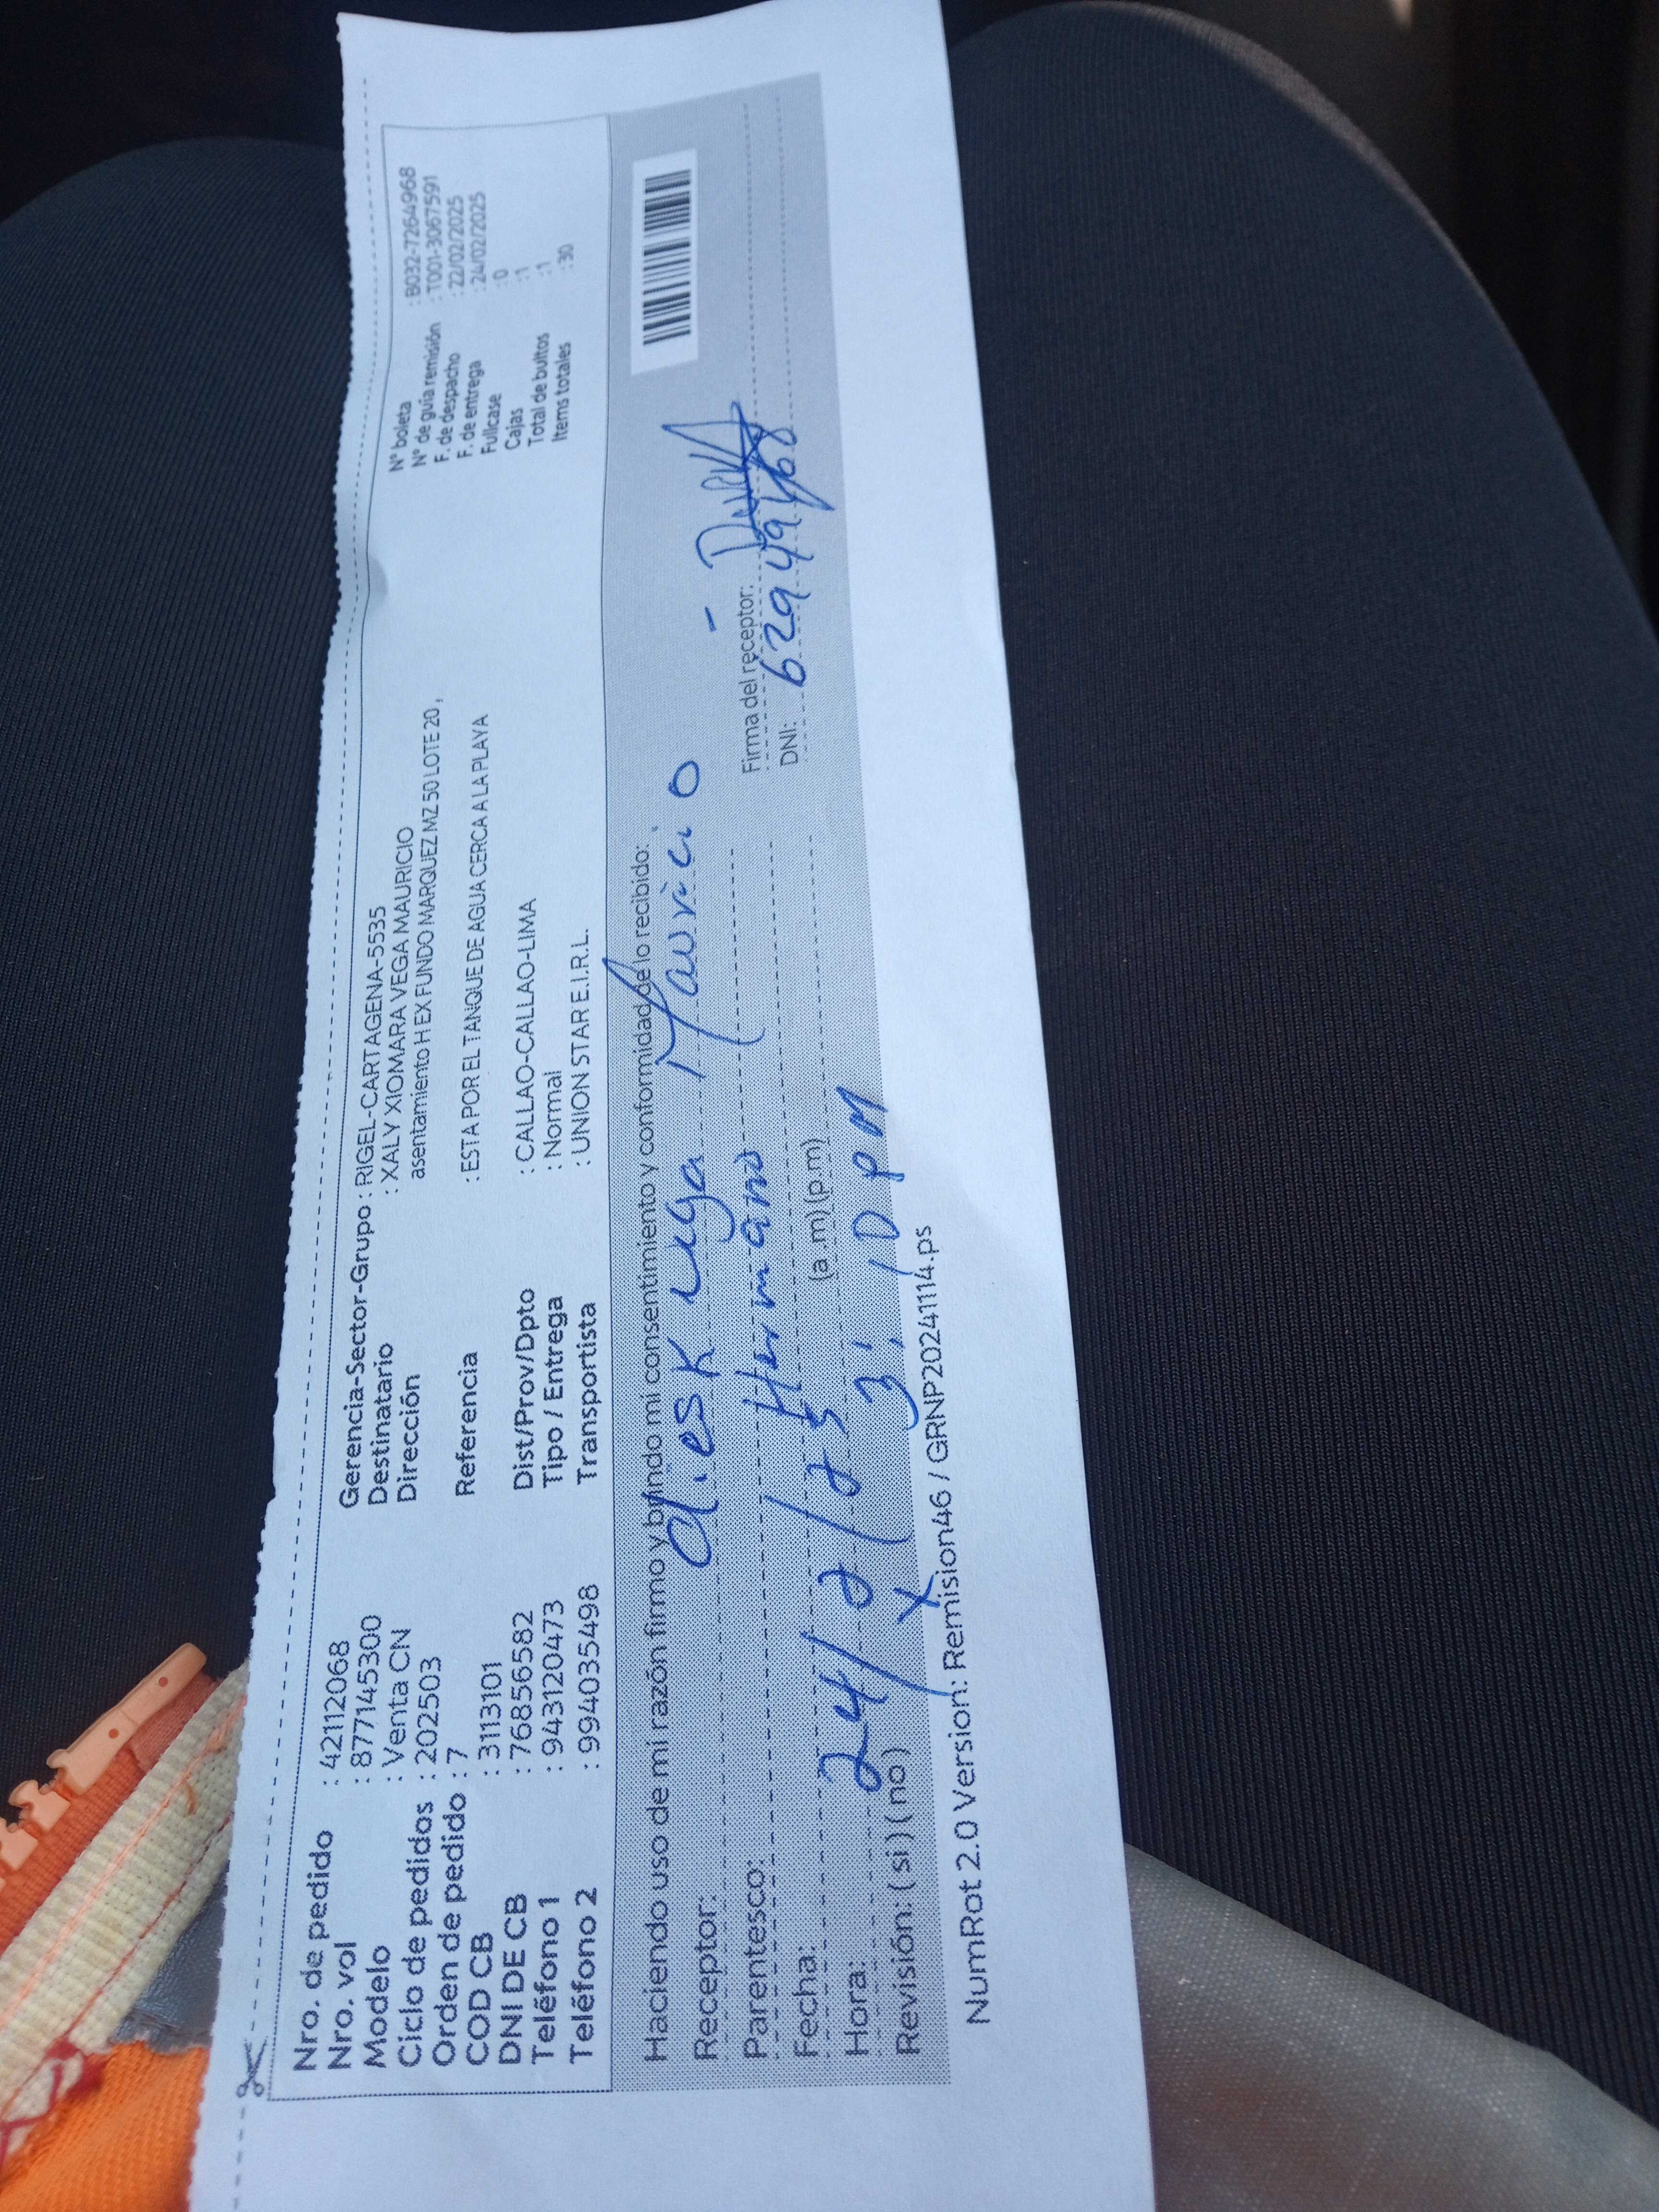 Nro. de pedido : 42112068
Nro. vol : 877145300
Modelo : Venta CN
Ciclo de pedidos : 202503
Orden de pedido : 7
COD CB : 3113101
DNI DE CB : 76856582
Teléfono 1 : 943120473
Teléfono 2 : 994035498
Gerencia-Sector-Grupo : RIGEL-CARTAGENA-5535
Destinatario : XALY XIOMARA VEGA MAURICIO
Dirección asentamiento H EX FUNDO MARQUEZ MZ 50 LOTE 20 ,
Referencia : ESTA POR EL TANQUE DE AGUA CERCA A LA PLAYA
Dist/Prov/Dpto : CALLAO-CALLAO-LIMA
Tipo / Entrega : Normal
Transportista : UNION STAR E.I.R.L.
N° boleta : B032-7264968
N° de guia remisión : T001-3067591
F. de despacho : 22/02/2025
F. de entrega : 24/02/2025
Fullcase : 0
Cajas : 1
Total de bultos : 1
Items totales : 30
Haciendo uso de mi razón firmo y brindo mi consentimiento y conformidad de lo recibido:
Receptor: Mauricio -
Parentesco: Hermano Firma del receptor:
Fecha: 24/2/25 (a.m)(p.m) DNI:
Hora: 3:10 pm
Revisión: ( si ) ( no ) X
NumRot 2.0 Version: Remision46 / GRNP20241114.ps